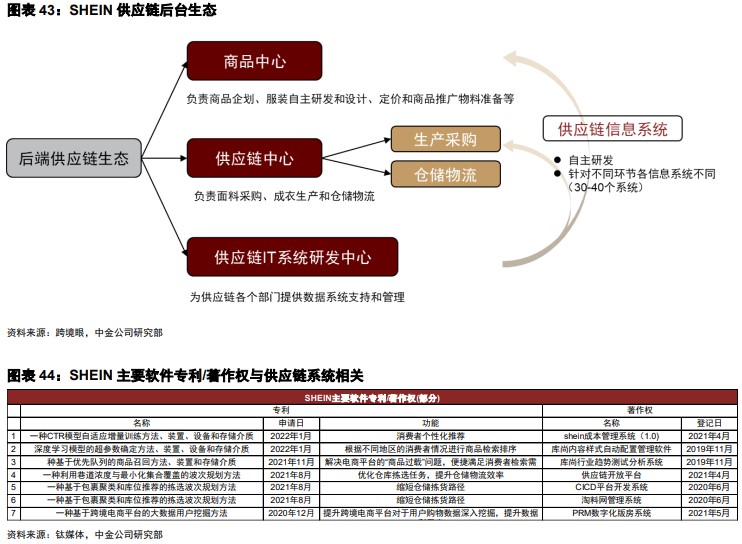 图表 43：SHEIN 供应链后台生态
商品中心
负责商品企划、服装自主研发和设计、定价和商品推广物料准备等
后端供应链生态
供应链中心
生产采购
仓储物流
负责面料采购、成衣生产和仓储物流
供应链IT系统研发中心
为供应链各个部门提供数据系统支持和管理
供应链信息系统
● 自主研发
● 针对不同环节各信息系统不同
（30-40个系统）
资料来源：跨境眼，中金公司研究部
图表 44：SHEIN 主要软件专利/著作权与供应链系统相关
SHEIN主要软件专利/著作权(部分)
专利 著作权
名称 申请日 功能 名称 登记日
1 一种CTR模型自适应增量训练方法、装置、设备和存储介质 2022年1月 消费者个性化推荐 shein成本管理系统（1.0) 2021年4月
2 深度学习模型的超参数确定方法、装置、设备和存储介质 2022年1月 根据不同地区的消费者情况进行商品检索排序 库尚内容样式自动配置管理软件 2019年11月
3 种基于优先队列的商品召回方法、装置和存储介质 2021年11月 解决电商平台的"商品过载"问题，便捷满足消费者检索需 库尚行业趋势测试分析系统 2019年11月
4 一种利用巷道浓度与最小化集合覆盖的波次规划方法 2021年8月 优化仓库拣选任务，提升仓储物流效率 供应链开放平台 2021年4月
5 一种基于包裹聚类和库位推荐的拣选波次规划方法 2021年8月 缩短仓储拣货路径 CICD平台开发系统 2020年6月
6 一种基于包裹聚类和库位推荐的拣选波次规划方法 2021年8月 缩短仓储拣货路径 淘料网管理系统 2020年6月
7 一种基于跨境电商平台的大数据用户挖掘方法 2020年12月 提升跨境电商平台对于用户购物数据深入挖掘，提升数据 PRM数字化版房系统 2021年5月
资料来源：钛媒体，中金公司研究部